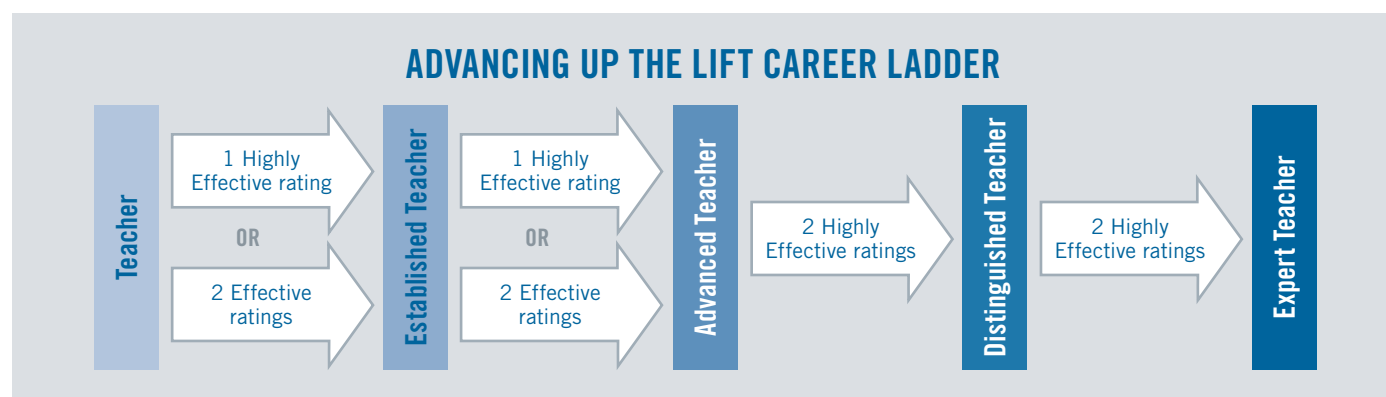 ADVANCING UP THE LIFT CAREER LADDER
Teacher
1 Highly
Effective rating
OR
2 Effective
ratings
Established Teacher
1 Highly
Effective rating
OR
2 Effective
ratings
Advanced Teacher
2 Highly
Effective ratings
Distinguished Teacher
2 Highly
Effective ratings
Expert Teacher